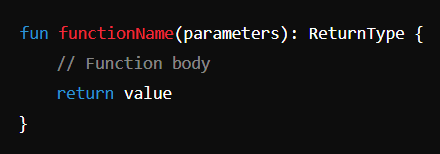 fun functionName(parameters): ReturnType {
    // Function body
    return value
}